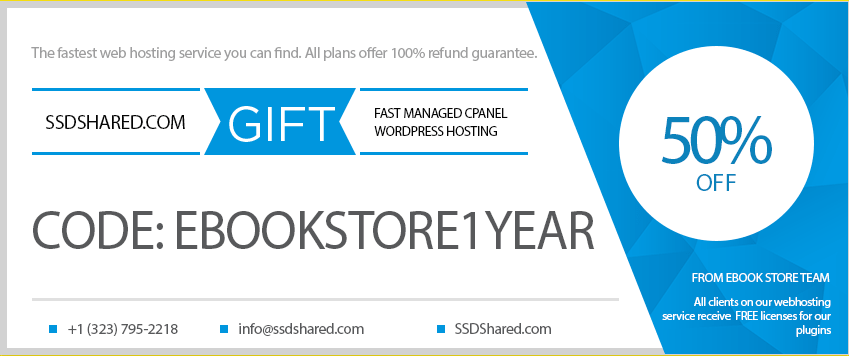 The fastest web hosting service you can find. All plans offer 100% refund guarantee.
SSDSHARED.COM
GIFT
FAST MANAGED CPANEL
WORDPRESS HOSTING
50%
OFF
CODE: EBOOKSTORE1YEAR
FROM EBOOK STORE TEAM
All clients on our webhosting
service receive FREE licenses for our
plugins
+1 (323) 795-2218
info@ssdshared.com
SSDShared.com